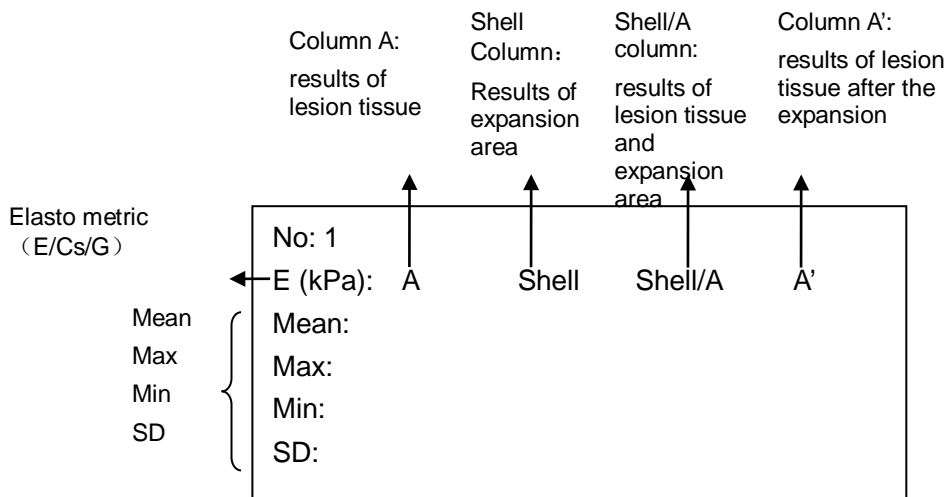 Column A:
results of
lesion tissue
Shell
Column：
Results of
expansion
area
Shell/A
column:
results of
lesion tissue
and
expansion
area
Column A’:
results of lesion
tissue after the
expansion
Elasto metric
（E/Cs/G）
No: 1
E (kPa): A Shell Shell/A A’
Mean
Max
Min
SD
Mean:
Max:
Min:
SD: